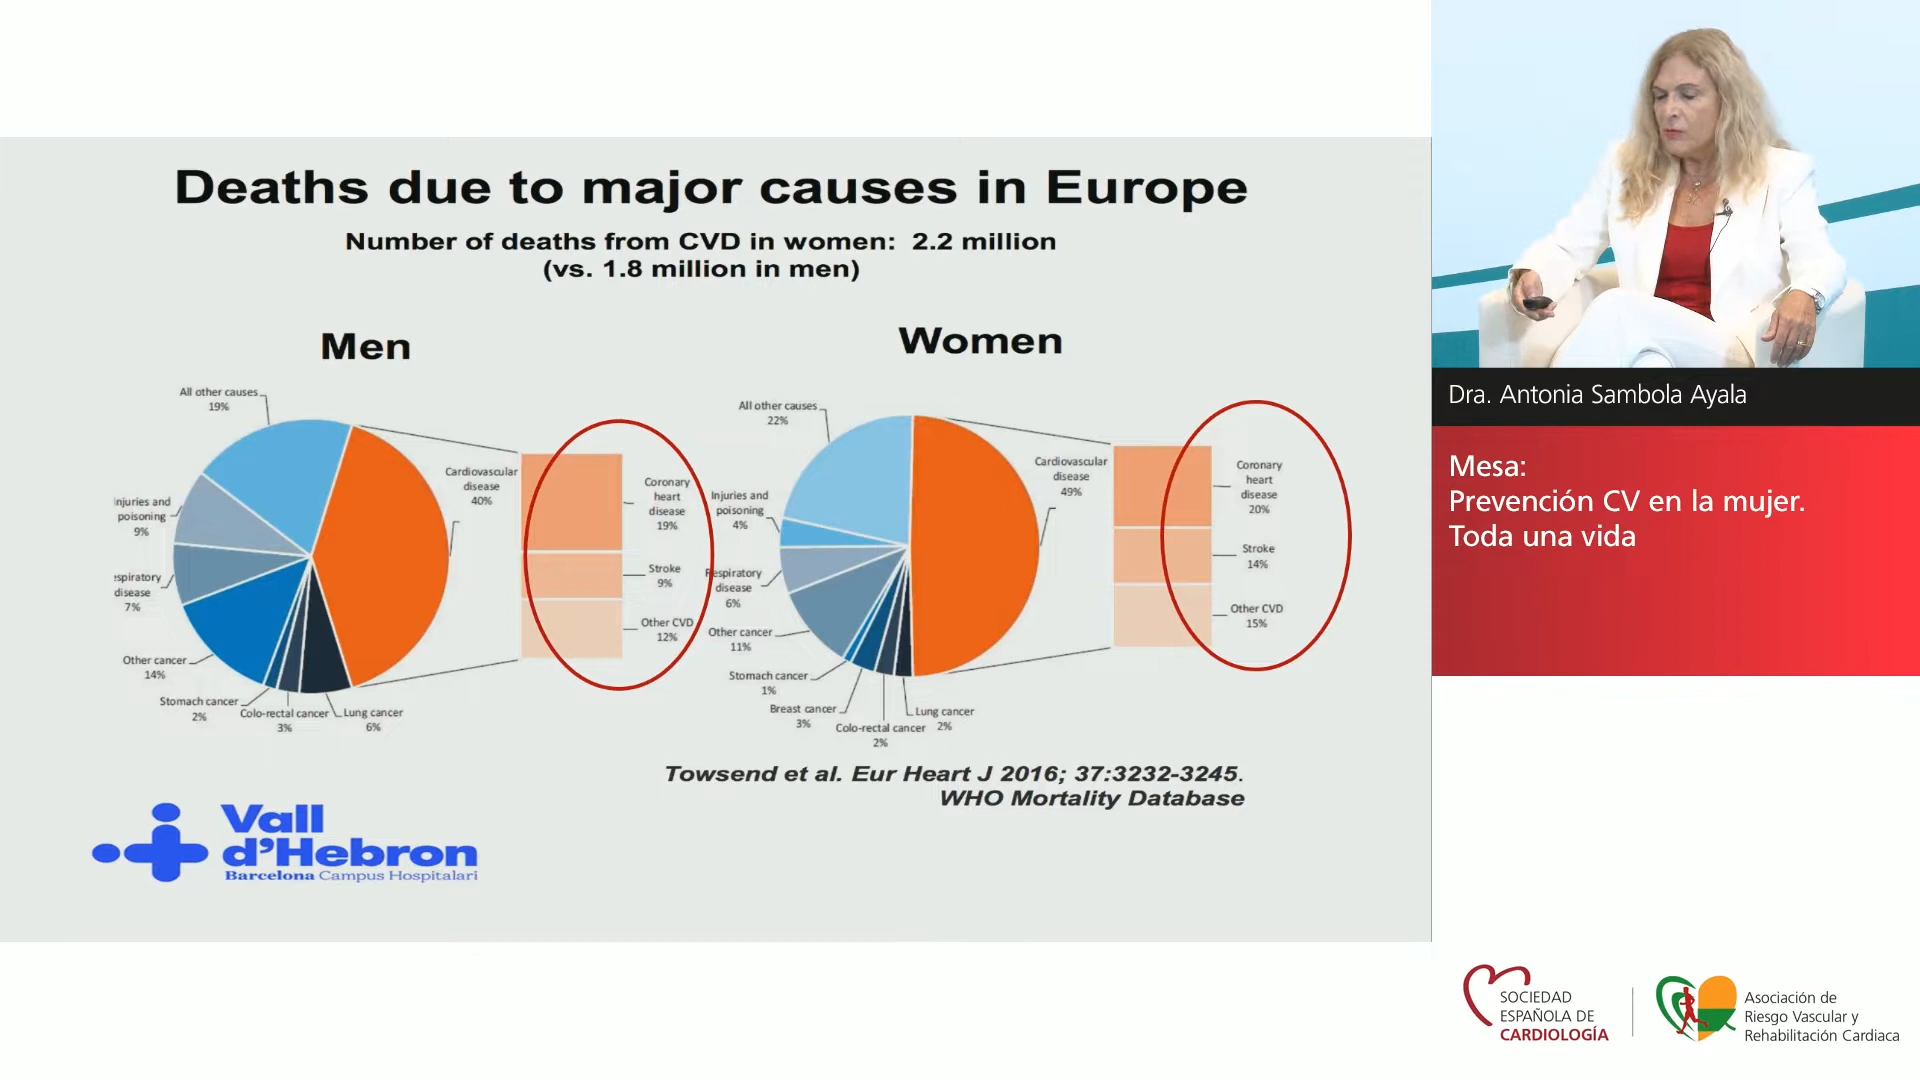 Deaths due to major causes in Europe
Number of deaths from CVD in women: 2.2 million
(vs. 1.8 million in men)
Men
All other causes
19%
Injuries and
poisoning
9%
espiratory
disease
7%
Other cancer
14%
Stomach cancer
2%
Colo-rectal cancer
3%
Lung cancer
6%
Cardiovascular
disease
40%
Coronary
heart
disease
19%
Stroke
9%
Other CVD
12%
Women
All other causes
22%
Injuries and
poisoning
4%
Respiratory
disease
6%
Other cancer
11%
Stomach cancer
1%
Breast cancer
3%
Colo-rectal cancer
2%
Lung cancer
2%
Cardiovascular
disease
49%
Coronary
heart
disease
20%
Stroke
14%
Other CVD
15%
Towsend et al. Eur Heart J 2016; 37:3232-3245.
WHO Mortality Database
Vall
d'Hebron
Barcelona Campus Hospitalari
Dra. Antonia Sambola Ayala
Mesa:
Prevención CV en la mujer.
Toda una vida
SOCIEDAD
ESPAÑOLA DE
CARDIOLOGÍA
Asociación de
Riesgo Vascular y
Rehabilitación Cardiaca